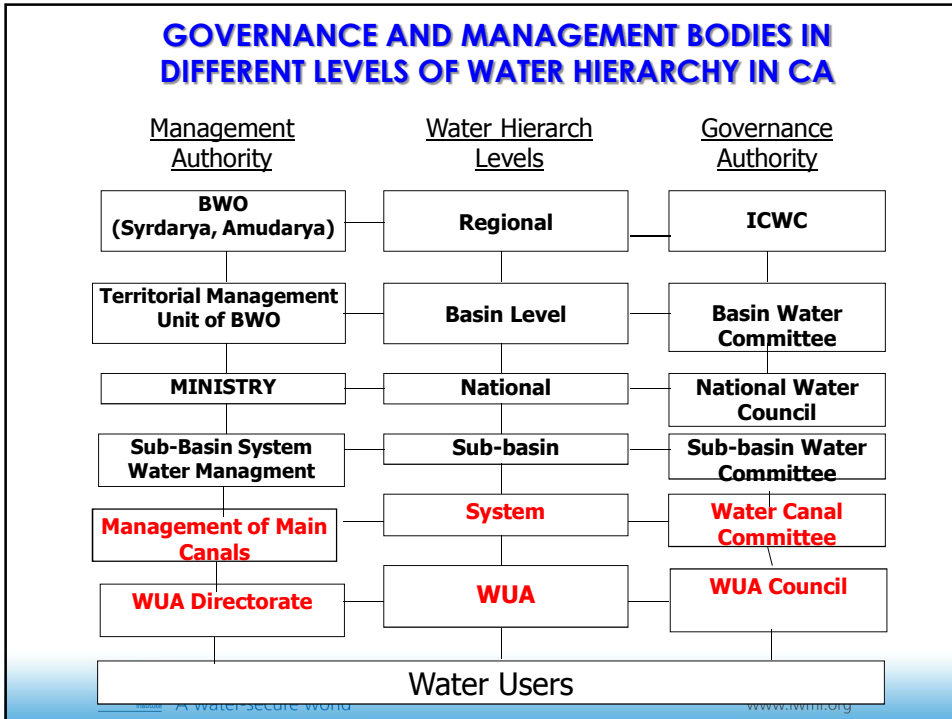 GOVERNANCE AND MANAGEMENT BODIES IN
DIFFERENT LEVELS OF WATER HIERARCHY IN CA
Management
Authority
Water Hierarch
Levels
Governance
Authority
BWO
(Syrdarya, Amudarya)
Regional
ICWC
Territorial Management
Unit of BWO
Basin Level
Basin Water
Committee
MINISTRY
National
National Water
Council
Sub-Basin System
Water Managment
Sub-basin
Sub-basin Water
Committee
Management of Main
Canals
System
Water Canal
Committee
WUA Directorate
WUA
WUA Council
Water Users
Institute
A water-secure world
www.iwmi.org